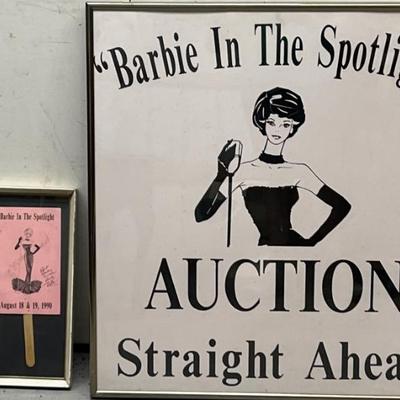 "Barbie In The Spotlig
AUCTION
Straight Ahea
Barbie In The Spotlight
August 18 & 19, 1990